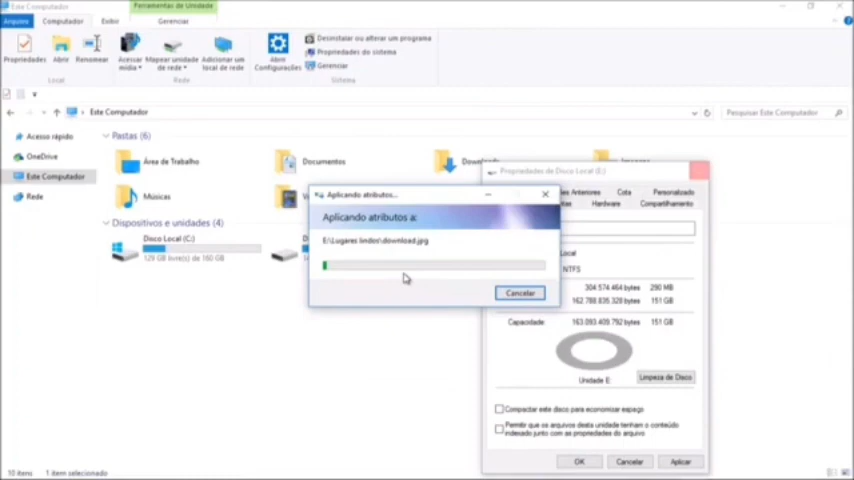 Este Computador
Ferramentas de Unidade
Arquivo
Computador
Exibir
Gerenciar
Propriedades
Abrir
Renomear
Acessar mídia
Mapear unidade de rede
Adicionar um local de rede
Abrir Configurações
Desinstalar ou alterar um programa
Propriedades do sistema
Gerenciar
Local
Rede
Sistema
Este Computador
Pesquisar Este Computador
Acesso rápido
OneDrive
Este Computador
Rede
Pastas (6)
Área de Trabalho
Documentos
Músicas
Dispositivos e unidades (4)
Disco Local (C:)
129 GB livre(s) de 160 GB
Aplicando atributos...
Aplicando atributos a:
E:\Lugares lindos\download.jpg
Cancelar
Propriedades de Disco Local (E:)
Anteriores
Cota
Personalizado
Hardware
Compartilhamento
Local
NTFS
304.574.464 bytes
290 MB
162.788.835.328 bytes
151 GB
Capacidade:
163.093.409.792 bytes
151 GB
Unidade E:
Limpeza de Disco
Compactar este disco para economizar espaço
Permitir que os arquivos desta unidade tenham o conteúdo
indexado junto com as propriedades do arquivo
OK
Cancelar
Aplicar
10 itens
1 item selecionado